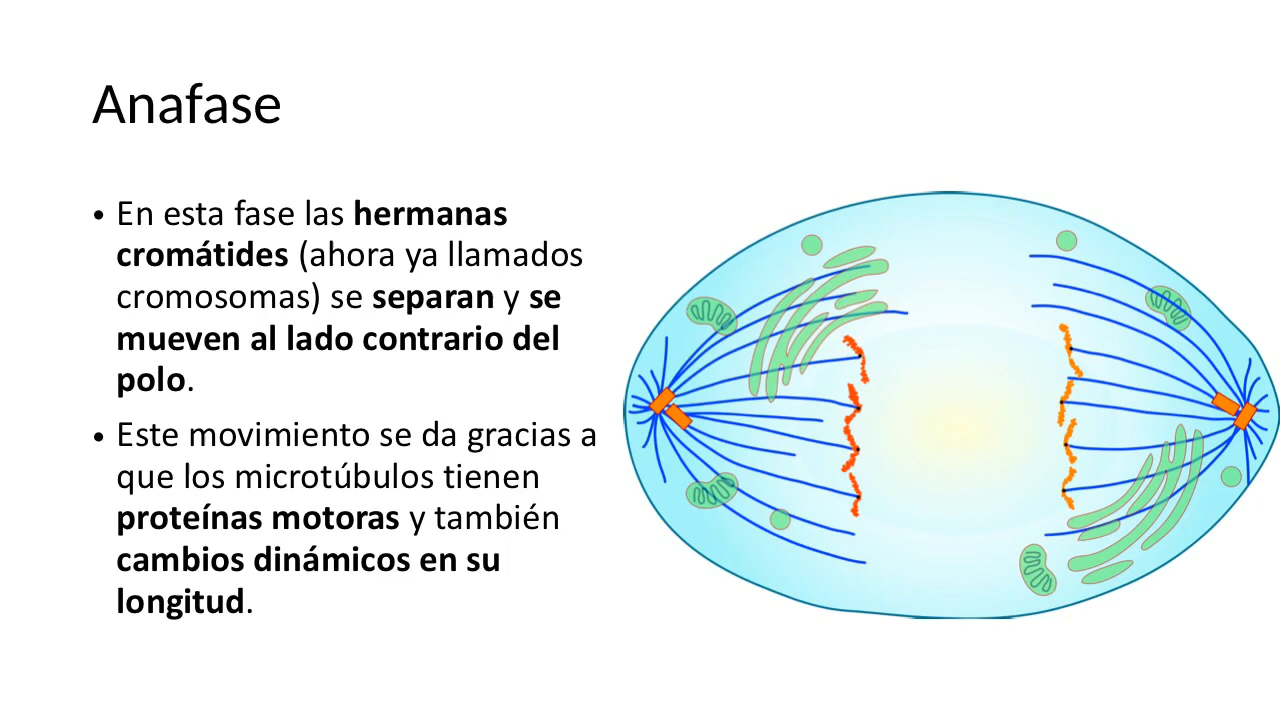 Anafase
• En esta fase las hermanas
cromátides (ahora ya llamados
cromosomas) se separan y se
mueven al lado contrario del
polo.
• Este movimiento se da gracias a
que los microtúbulos tienen
proteínas motoras y también
cambios dinámicos en su
longitud.